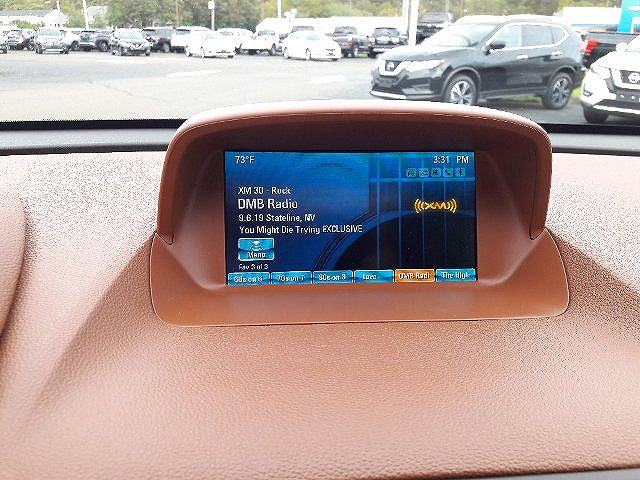 73°F 3:31 PM
XM 30 - Rock
DMB Radio
9.6.19 Stateline, NV
((XM))
You Might Die Trying EXCLUSIVE
Menu
Fav 3 of 3
60s on 6 70s on 7 80s on 8 Love DMB Radi The High